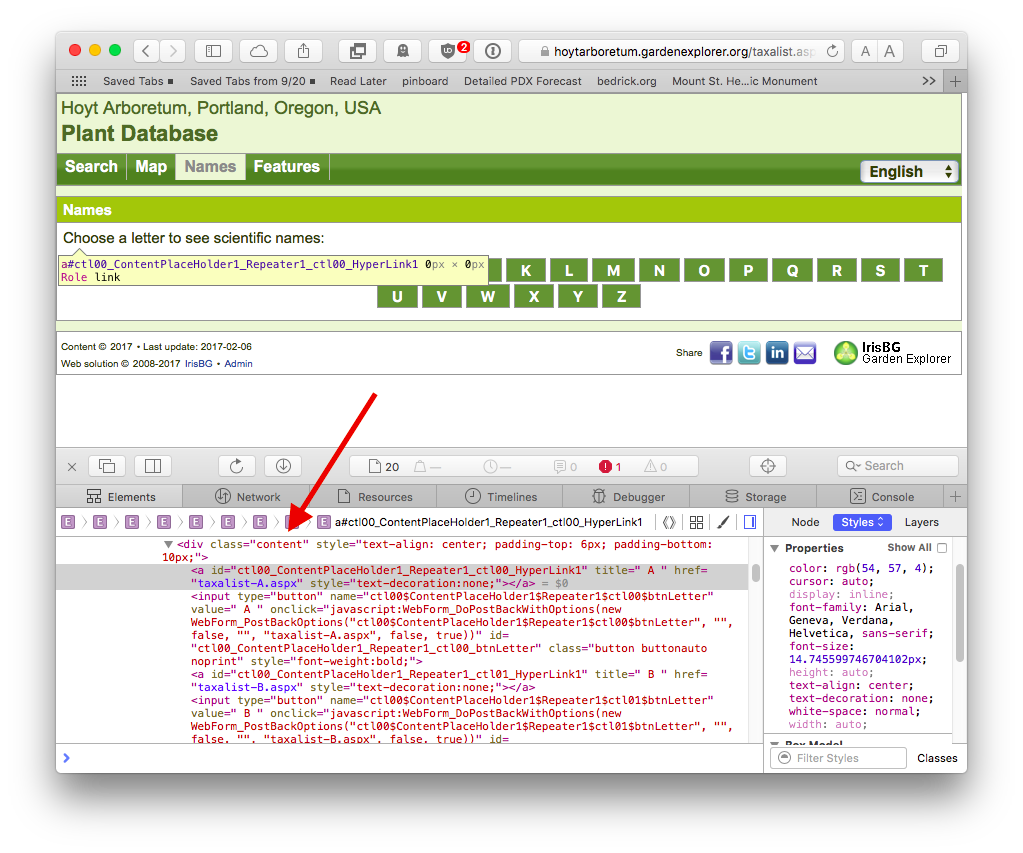 2
hoytarboretum.gardenexplorer.org/taxalist.asp
A A
Saved Tabs Saved Tabs from 9/20 Read Later pinboard Detailed PDX Forecast bedrick.org Mount St. He...ic Monument
Hoyt Arboretum, Portland, Oregon, USA
Plant Database
Search Map Names Features English
Names
Choose a letter to see scientific names:
a#ctl00_ContentPlaceHolder1_Repeater1_ctl00_HyperLink1 0px × 0px
Role link
K L M N O P Q R S T
U V W X Y Z
Content © 2017 • Last update: 2017-02-06
Web solution © 2008-2017 IrisBG • Admin
Share f t in IrisBG
Garden Explorer
20 — — 0 1 0 Search
Elements Network Resources Timelines Debugger Storage Console
E E E E E E E E a#ctl00_ContentPlaceHolder1_Repeater1_ctl00_HyperLink1 Node Styles Layers
<div class="content" style="text-align: center; padding-top: 6px; padding-bottom:
10px;">
<a id="ctl00_ContentPlaceHolder1_Repeater1_ctl00_HyperLink1" title=" A " href=
"taxalist-A.aspx" style="text-decoration:none;"></a> = $0
<input type="button" name="ctl00$ContentPlaceHolder1$Repeater1$ctl00$btnLetter"
value=" A " onclick="javascript:WebForm_DoPostBackWithOptions(new
WebForm_PostBackOptions("ctl00$ContentPlaceHolder1$Repeater1$ctl00$btnLetter", "",
false, "", "taxalist-A.aspx", false, true))" id=
"ctl00_ContentPlaceHolder1_Repeater1_ctl00_btnLetter" class="button buttonauto
noprint" style="font-weight:bold;">
<a id="ctl00_ContentPlaceHolder1_Repeater1_ctl01_HyperLink1" title=" B " href=
"taxalist-B.aspx" style="text-decoration:none;"></a>
<input type="button" name="ctl00$ContentPlaceHolder1$Repeater1$ctl01$btnLetter"
value=" B " onclick="javascript:WebForm_DoPostBackWithOptions(new
WebForm_PostBackOptions("ctl00$ContentPlaceHolder1$Repeater1$ctl01$btnLetter", "",
false, "", "taxalist-B.aspx", false, true))" id=
Properties Show All
color: rgb(54, 57, 4);
cursor: auto;
display: inline;
font-family: Arial,
Geneva, Verdana,
Helvetica, sans-serif;
font-size:
14.745599746704102px;
height: auto;
text-align: center;
text-decoration: none;
white-space: normal;
width: auto;
Box Model
Filter Styles Classes